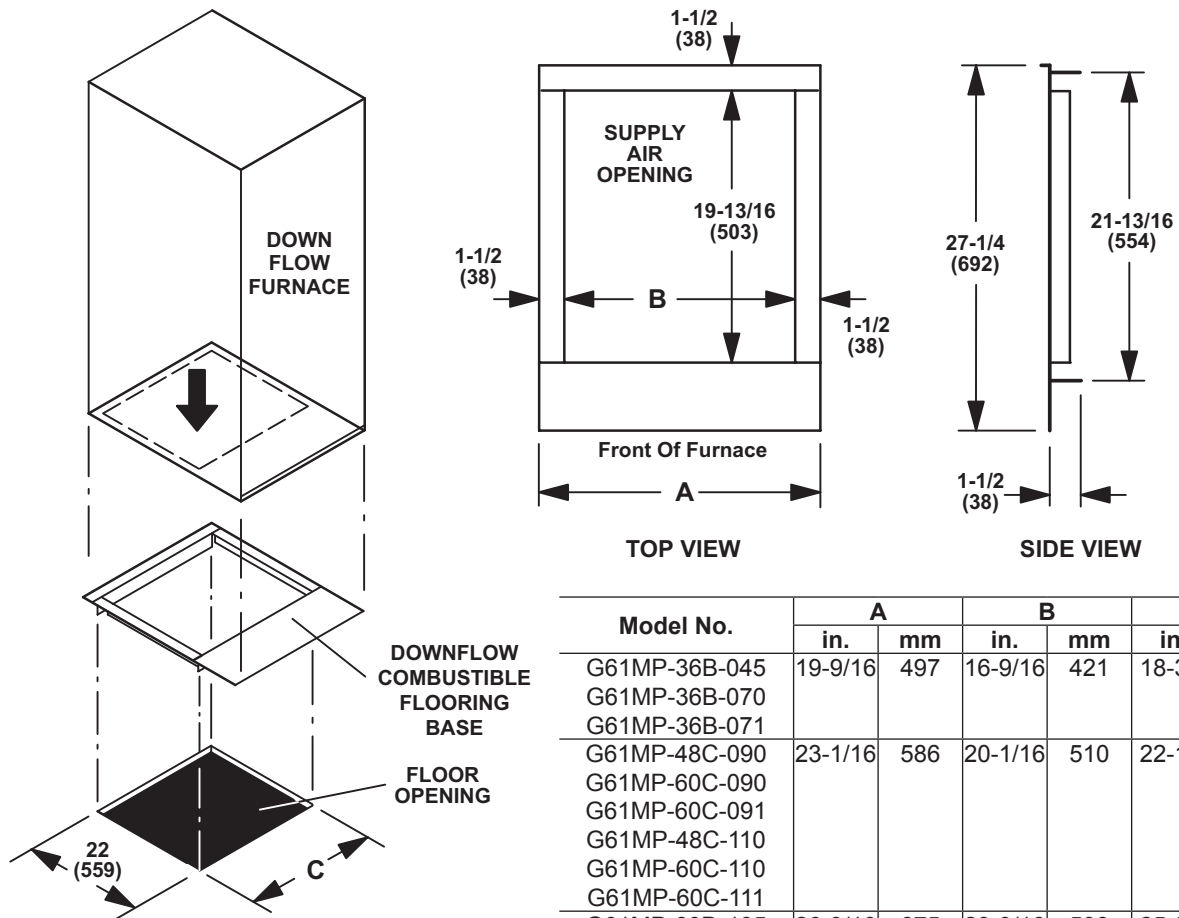 1-1/2
(38)
SUPPLY
AIR
OPENING
19-13/16
(503)
1-1/2
(38)
B
1-1/2
(38)
Front Of Furnace
A
TOP VIEW
27-1/4
(692)
21-13/16
(554)
1-1/2
(38)
SIDE VIEW
DOWN
FLOW
FURNACE
DOWNFLOW
COMBUSTIBLE
FLOORING
BASE
FLOOR
OPENING
22
(559)
C
Model No. A B
in. mm in. mm
G61MP-36B-045 19-9/16 497 16-9/16 421
G61MP-36B-070
G61MP-36B-071
G61MP-48C-090 23-1/16 586 20-1/16 510
G61MP-60C-090
G61MP-60C-091
G61MP-48C-110
G61MP-60C-110
G61MP-60C-111